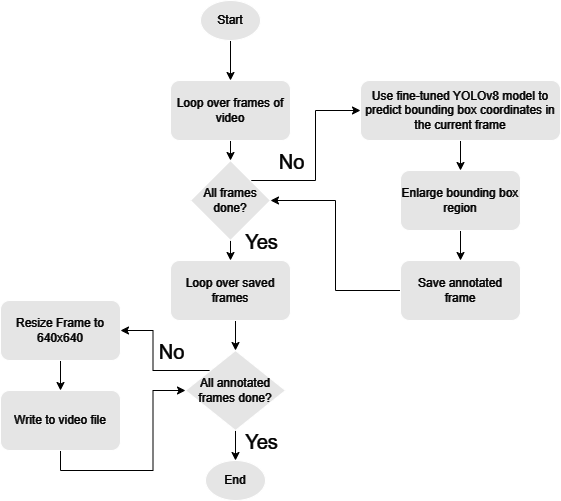 Start
Loop over frames of
video
Use fine-tuned YOLOv8 model to
predict bounding box coordinates in
the current frame
No
All frames
done?
Enlarge bounding box
region
Yes
Loop over saved
frames
Save annotated
frame
Resize Frame to
640x640
No
All annotated
frames done?
Write to video file
Yes
End